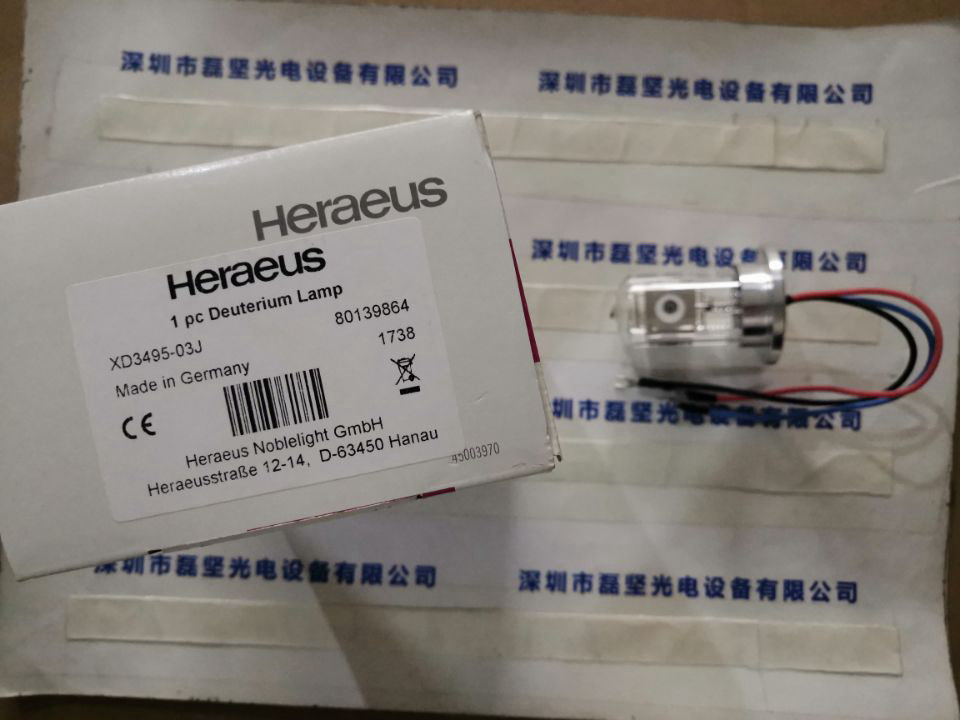 深圳市磊坚光电设备有限公司
深圳市磊坚光电设备有限公司
Heraeus
Heraeus
1 pc Deuterium Lamp
XD3495-03J
80139864
Made in Germany
1738
CE
Heraeus Noblelight GmbH
Heraeusstraße 12-14, D-63450 Hanau
45003970
深圳市磊坚光电设备有限公司
圳市磊坚光电设备有限公司
深圳市磊坚光电设备有限公司
深圳市磊坚光电设备有限公司